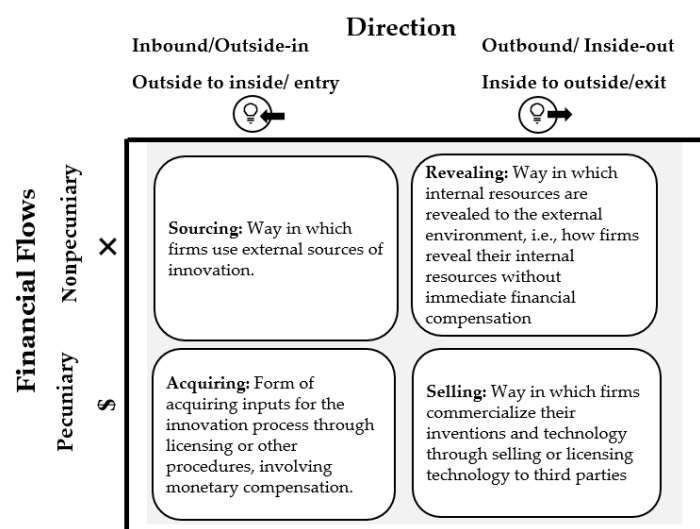 Direction
Inbound/Outside-in
Outbound/ Inside-out
Outside to inside/ entry
Inside to outside/exit
Financial Flows
Nonpecuniary
Sourcing: Way in which
firms use external sources of
innovation.
Revealing: Way in which
internal resources are
revealed to the external
environment, i.e., how firms
reveal their internal
resources without
immediate financial
compensation
Pecuniary
$
Acquiring: Form of
acquiring inputs for the
innovation process through
licensing or other
procedures, involving
monetary compensation.
Selling: Way in which firms
commercialize their
inventions and technology
through selling or licensing
technology to third parties